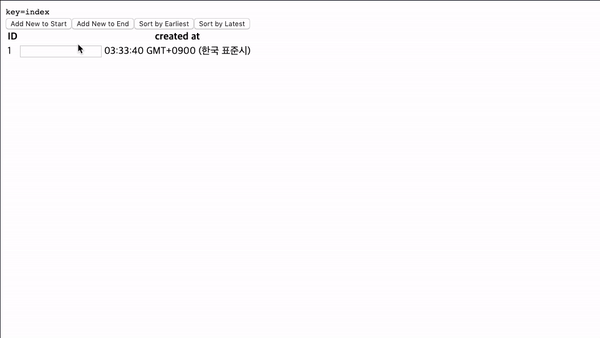 key=index
Add New to Start Add New to End Sort by Earliest Sort by Latest
ID created at
1 03:33:40 GMT+0900 (한국 표준시)